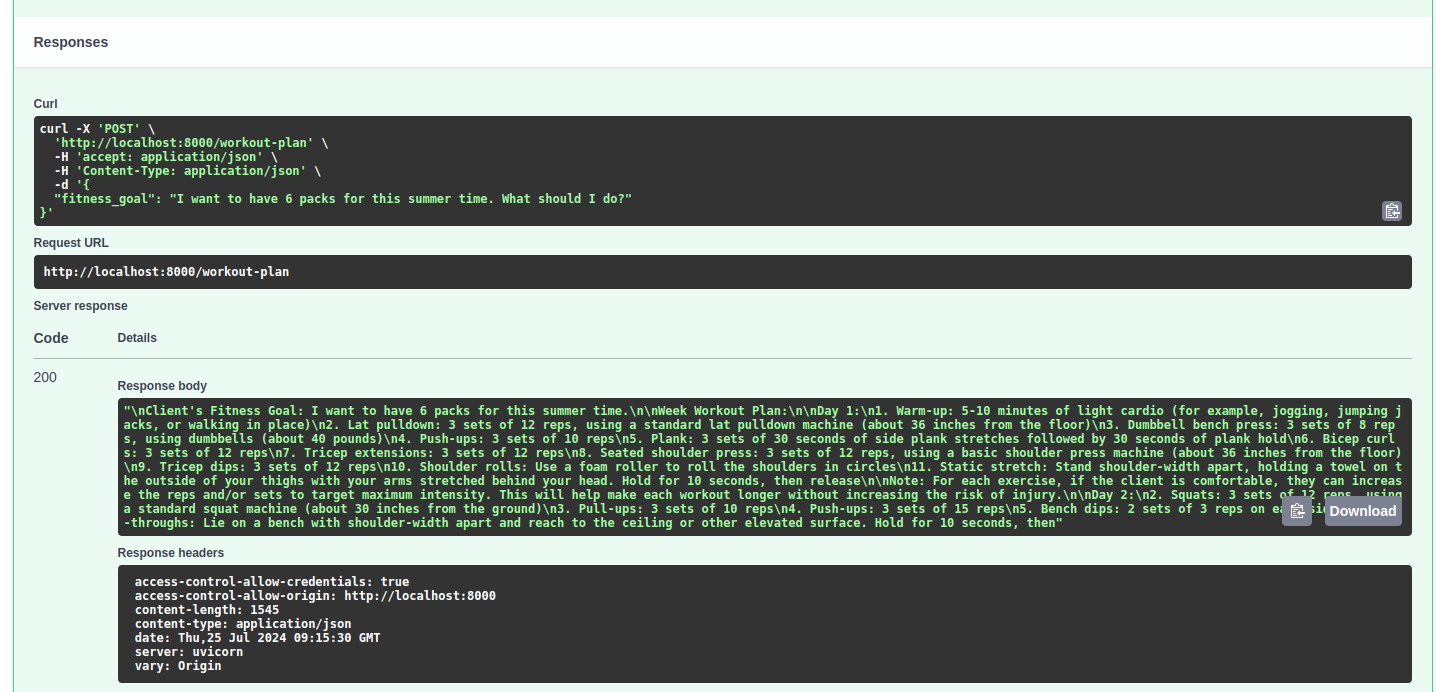 Responses
Curl
curl -X 'POST' \
'http://localhost:8000/workout-plan' \
-H 'accept: application/json' \
-H 'Content-Type: application/json' \
-d '{
"fitness_goal": "I want to have 6 packs for this summer time. What should I do?"
}'
Request URL
http://localhost:8000/workout-plan
Server response
Code Details
200
Response body
"\nClient's Fitness Goal: I want to have 6 packs for this summer time.\n\nWeek Workout Plan:\n\nDay 1:\n1. Warm-up: 5-10 minutes of light cardio (for example, jogging, jumping j
acks, or walking in place)\n2. Lat pulldown: 3 sets of 12 reps, using a standard lat pulldown machine (about 36 inches from the floor)\n3. Dumbbell bench press: 3 sets of 8 rep
s, using dumbbells (about 40 pounds)\n4. Push-ups: 3 sets of 10 reps\n5. Plank: 3 sets of 30 seconds of side plank stretches followed by 30 seconds of plank hold\n6. Bicep curl
s: 3 sets of 12 reps\n7. Tricep extensions: 3 sets of 12 reps\n8. Seated shoulder press: 3 sets of 12 reps, using a basic shoulder press machine (about 36 inches from the floor)
\n9. Tricep dips: 3 sets of 12 reps\n10. Shoulder rolls: Use a foam roller to roll the shoulders in circles\n11. Static stretch: Stand shoulder-width apart, holding a towel on t
he outside of your thighs with your arms stretched behind your head. Hold for 10 seconds, then release\n\nNote: For each exercise, if the client is comfortable, they can increas
e the reps and/or sets to target maximum intensity. This will help make each workout longer without increasing the risk of injury.\n\nDay 2:\n2. Squats: 3 sets of 12 reps, using
a standard squat machine (about 30 inches from the ground)\n3. Pull-ups: 3 sets of 10 reps\n4. Push-ups: 3 sets of 15 reps\n5. Bench dips: 2 sets of 3 reps on
-throughs: Lie on a bench with shoulder-width apart and reach to the ceiling or other elevated surface. Hold for 10 seconds, then"
Download
Response headers
access-control-allow-credentials: true
access-control-allow-origin: http://localhost:8000
content-length: 1545
content-type: application/json
date: Thu,25 Jul 2024 09:15:30 GMT
server: uvicorn
vary: Origin